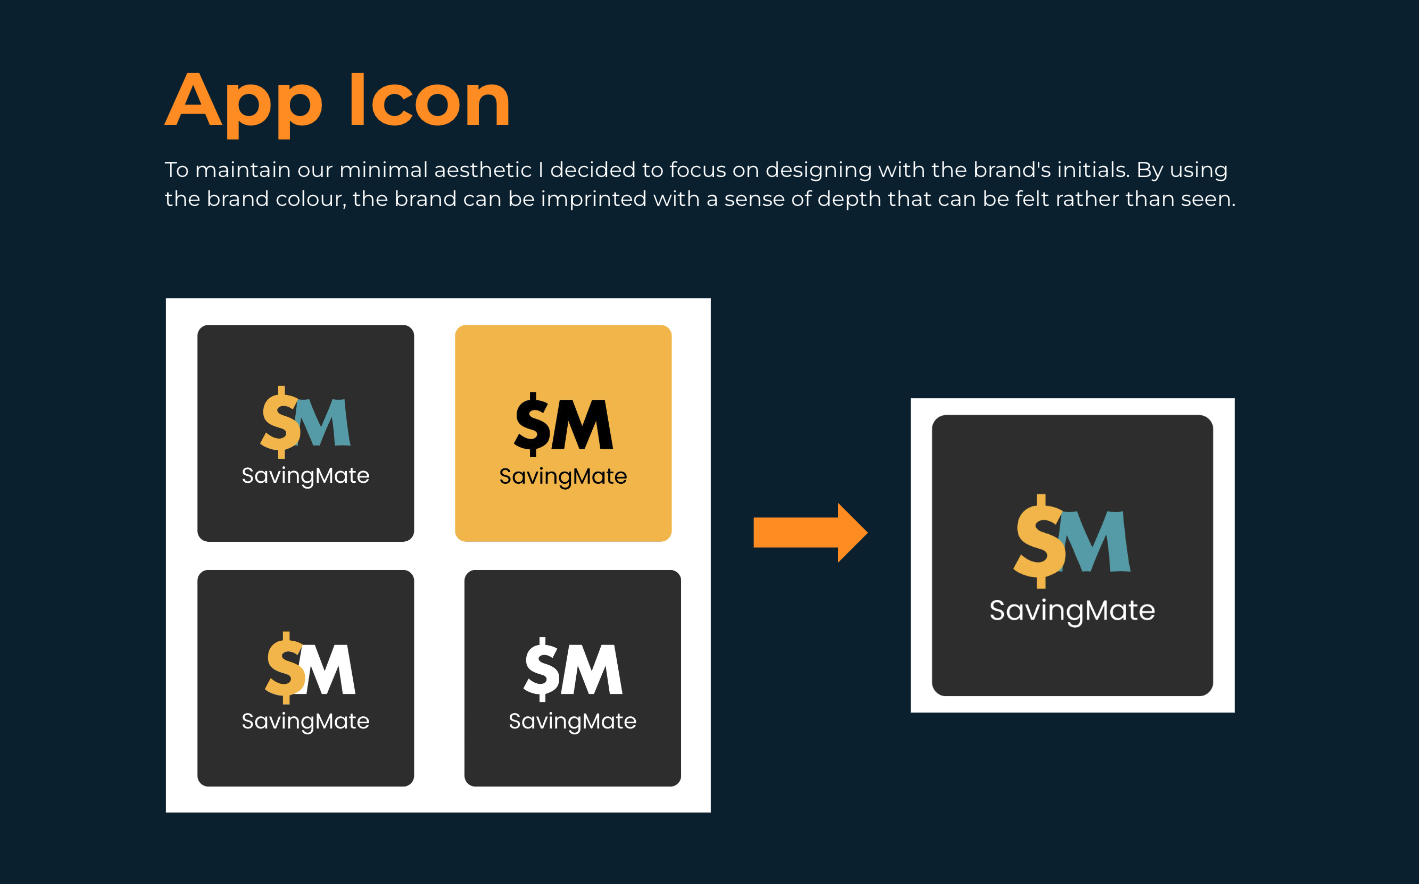 App Icon
To maintain our minimal aesthetic I decided to focus on designing with the brand's initials. By using
the brand colour, the brand can be imprinted with a sense of depth that can be felt rather than seen.
$M
SavingMate
$M
SavingMate
$M
SavingMate
$M
SavingMate
$M
SavingMate